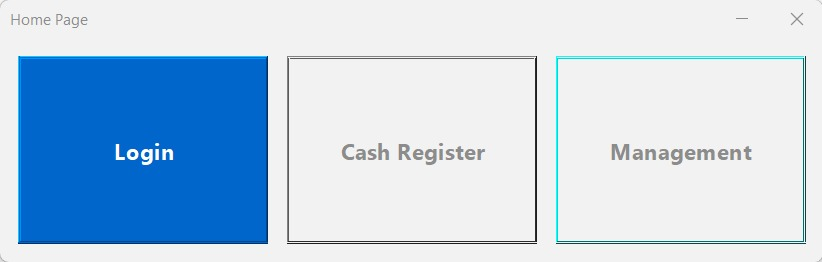 Home Page
Login
Cash Register
Management